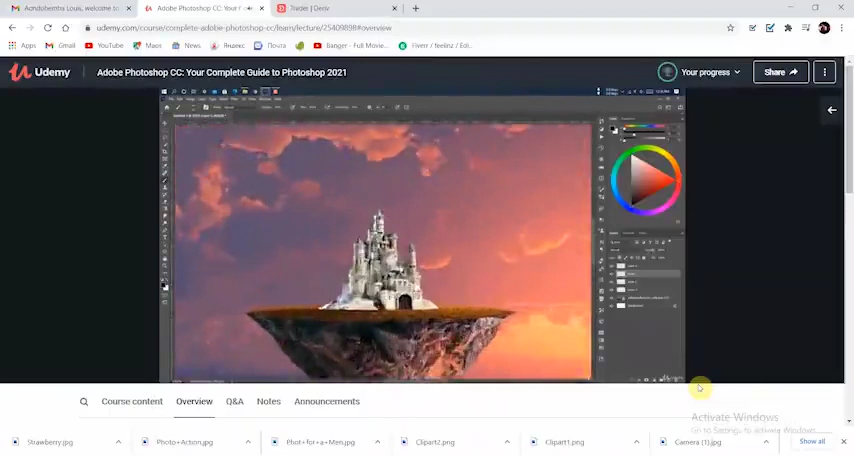 Aondohemba Louis, welcome to
Adobe Photoshop CC: Your C
Trader | Deriv
udemy.com/course/complete-adobe-photoshop-cc/learn/lecture/25409898#overview
Apps
Gmail
YouTube
Maps
News
Яндекс
Почта
Banger - Full Movie...
Fiverr / feelinz / Edi...
Udemy
Adobe Photoshop CC: Your Complete Guide to Photoshop 2021
Your progress
Share
Course content
Overview
Q&A
Notes
Announcements
Activate Windows
Go to Settings to activate Windows.
Strawberry.jpg
Photo+Action.jpg
Phot+for+a+Men.jpg
Clipart2.png
Clipart1.png
Camera (1).jpg
Show all